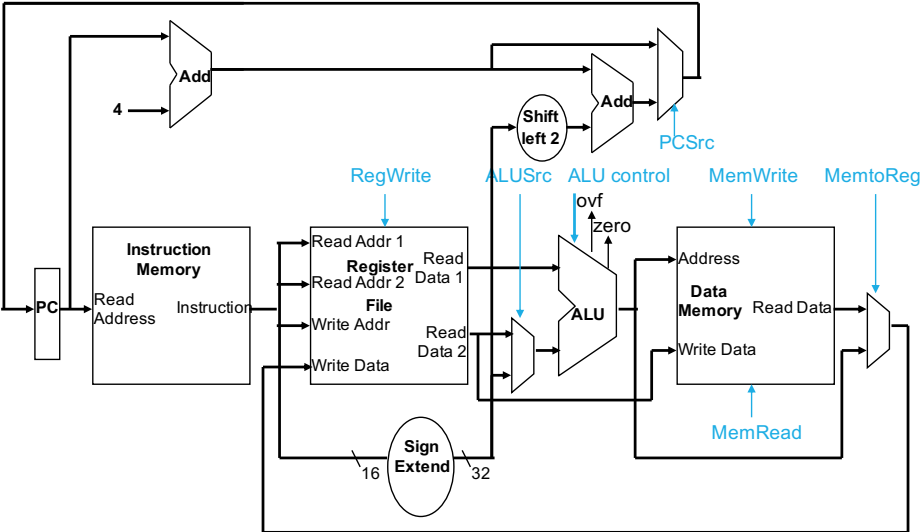 Add
4
Add
Shift
left 2
PCSrc
RegWrite
ALUSrc
ALU control
MemWrite
MemtoReg
ovf
zero
PC
Instruction
Memory
Read
Address
Instruction
Read Addr 1
Register
Read Addr 2
File
Write Addr
Write Data
Read
Data 1
Read
Data 2
ALU
Address
Data
Memory
Read Data
Write Data
MemRead
Sign
Extend
16
32